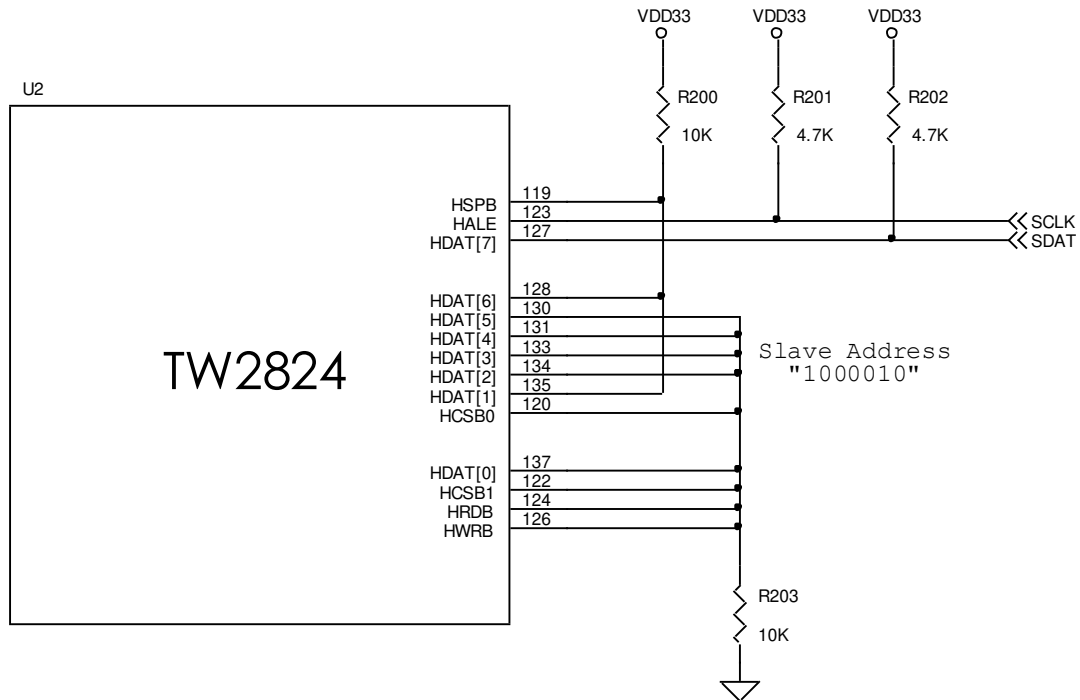 VDD33 VDD33 VDD33
U2
R200 R201 R202
10K 4.7K 4.7K
HSPB 119
HALE 123 SCLK
HDAT[7] 127 SDAT
HDAT[6] 128
HDAT[5] 130
HDAT[4] 131
HDAT[3] 133
HDAT[2] 134
HDAT[1] 135
HCSB0 120
Slave Address
"1000010"
TW2824
HDAT[0] 137
HCSB1 122
HRDB 124
HWRB 126
R203
10K